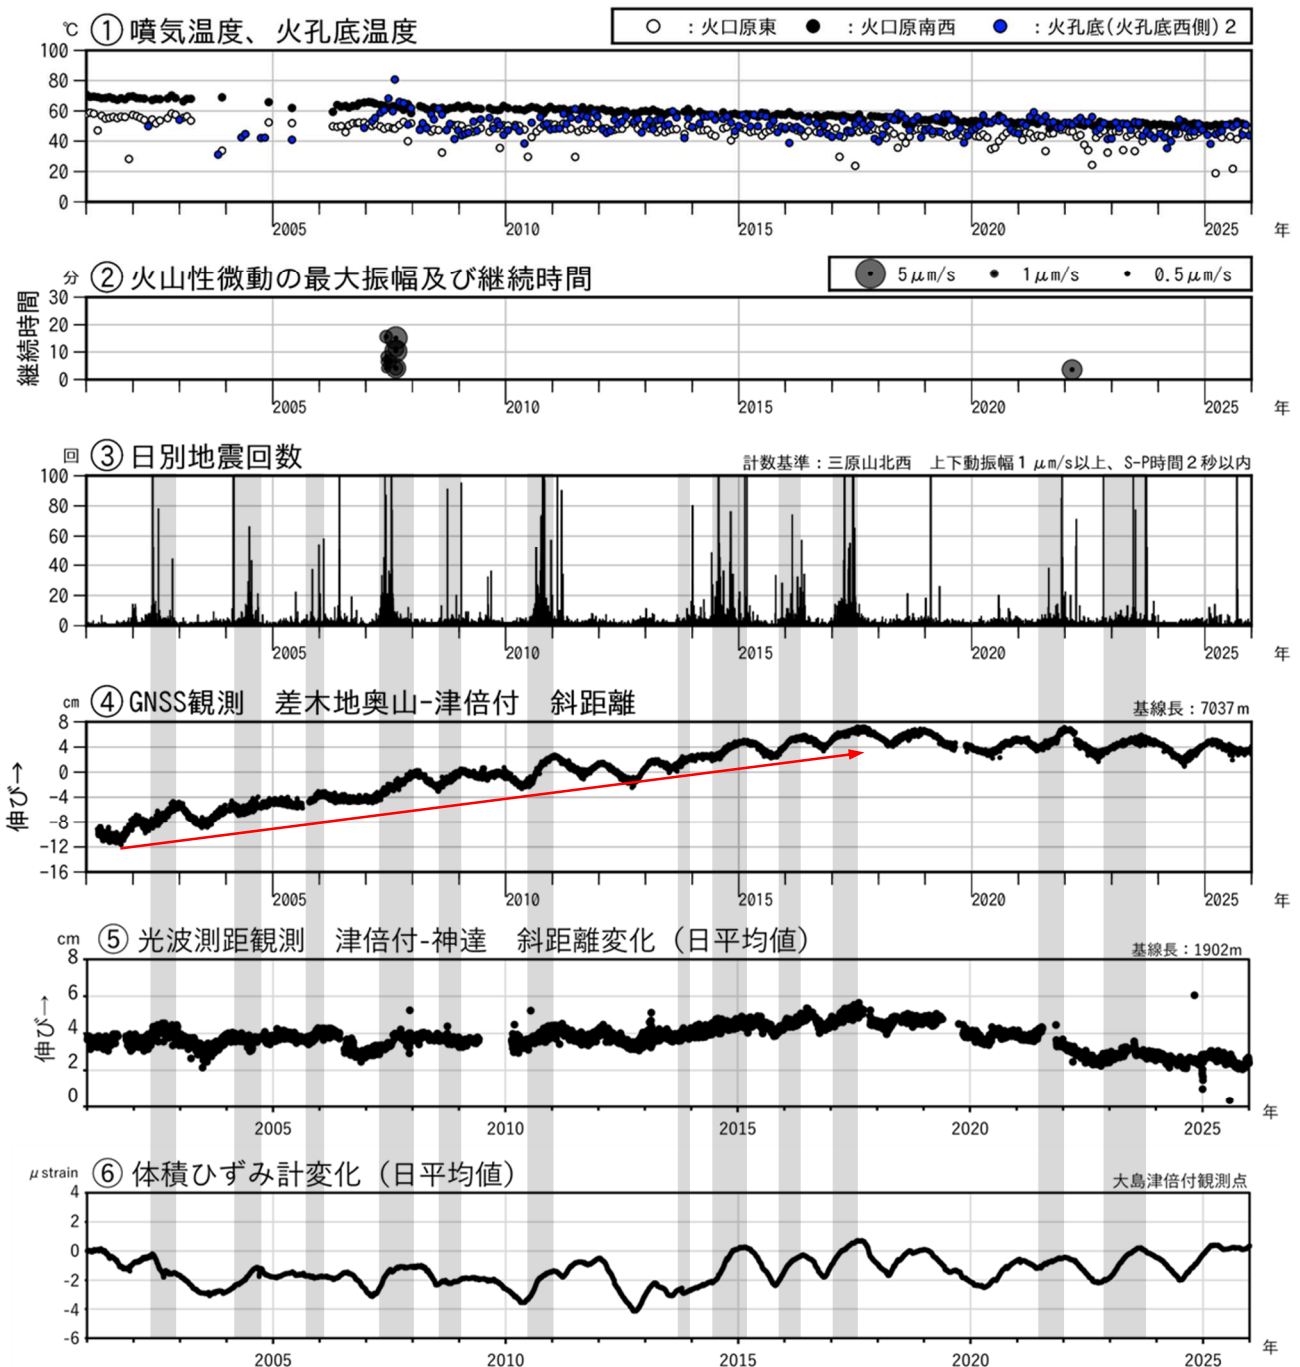 ℃ ①噴気温度、火孔底温度
○ ：火口原東 ● ：火口原南西 ● ：火孔底(火孔底西側)2
100
80
60
40
20
0
2005 2010 2015 2020 2025 年
分 ②火山性微動の最大振幅及び継続時間
5μm/s 1μm/s 0.5μm/s
継続時間
30
20
10
0
2005 2010 2015 2020 2025 年
回 ③日別地震回数
計数基準：三原山北西 上下動振幅1μm/s以上、S-P時間2秒以内
100
80
60
40
20
0
2005 2010 2015 2020 2025 年
cm ④GNSS観測 差木地奥山-津倍付 斜距離
基線長：7037m
伸び→
8
4
0
-4
-8
-12
-16
2005 2010 2015 2020 2025 年
cm ⑤光波測距観測 津倍付-神達 斜距離変化（日平均値）
基線長：1902m
伸び→
8
6
4
2
0
2005 2010 2015 2020 2025 年
μstrain ⑥体積ひずみ計変化（日平均値）
大島津倍付観測点
4
2
0
-2
-4
-6
2005 2010 2015 2020 2025 年